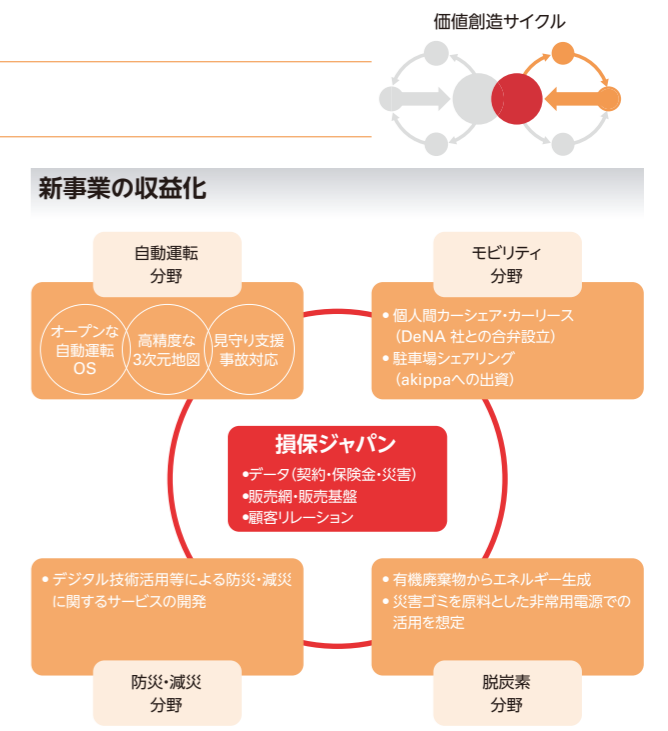 価値創造サイクル
新事業の収益化
自動運転
分野
オープンな
自動運転
OS
高精度な
3次元地図
見守り支援
事故対応
モビリティ
分野
• 個人間カーシェア・カーリース
（DeNA 社との合弁設立）
• 駐車場シェアリング
（akippaへの出資）
損保ジャパン
•データ（契約・保険金・災害）
•販売網・販売基盤
•顧客リレーション
• デジタル技術活用等による防災・減災
に関するサービスの開発
防災・減災
分野
• 有機廃棄物からエネルギー生成
• 災害ゴミを原料とした非常用電源での
活用を想定
脱炭素
分野